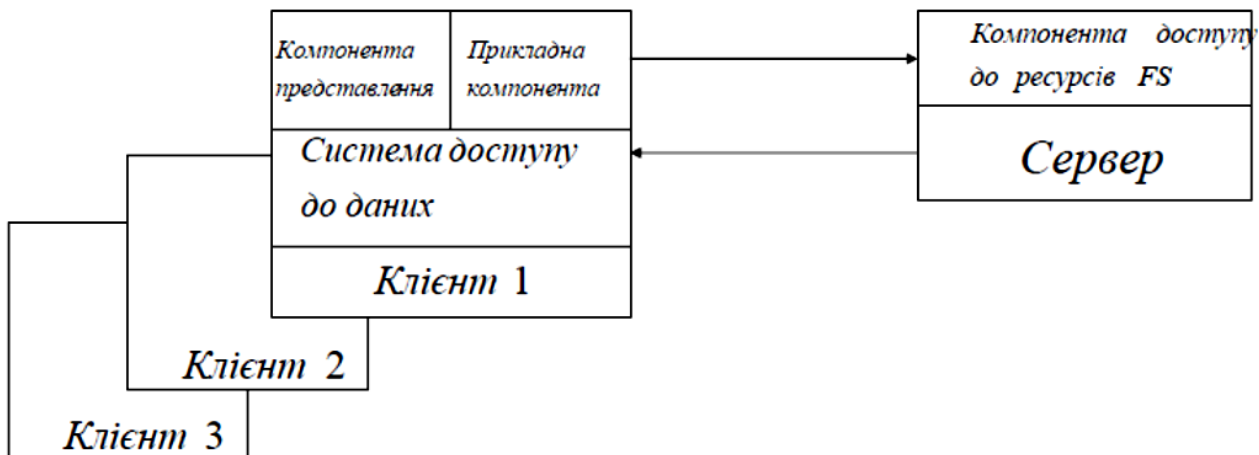 Компонента
представлення
Прикладна
компонента
Система доступу
до даних
Клієнт 1
Клієнт 2
Клієнт 3
Компонента доступу
до ресурсів FS
Сервер